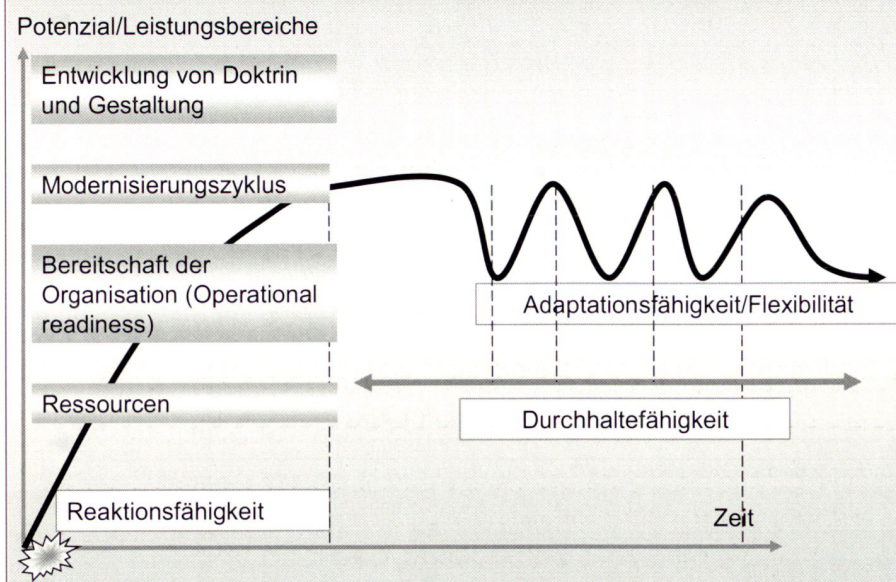 Potenzial/Leistungsbereiche
Entwicklung von Doktrin
und Gestaltung
Modernisierungszyklus
Bereitschaft der
Organisation (Operational
readiness)
Adaptationsfähigkeit/Flexibilität
Ressourcen
Durchhaltefähigkeit
Reaktionsfähigkeit
Zeit